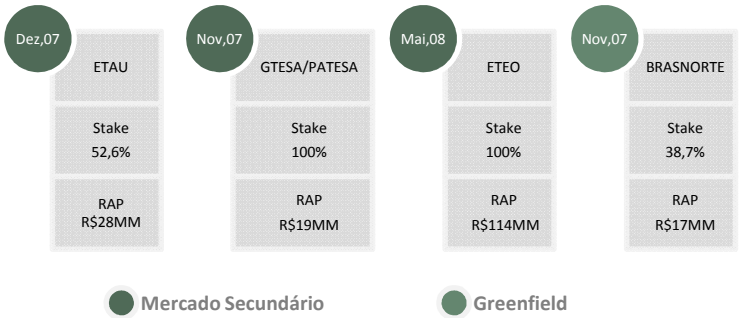 Dez,07
ETAU
Stake
52,6%
RAP
R$28MM
Nov,07
GTESA/PATESA
Stake
100%
RAP
R$19MM
Mai,08
ETEO
Stake
100%
RAP
R$114MM
Nov,07
BRASNORTE
Stake
38,7%
RAP
R$17MM
Mercado Secundário
Greenfield